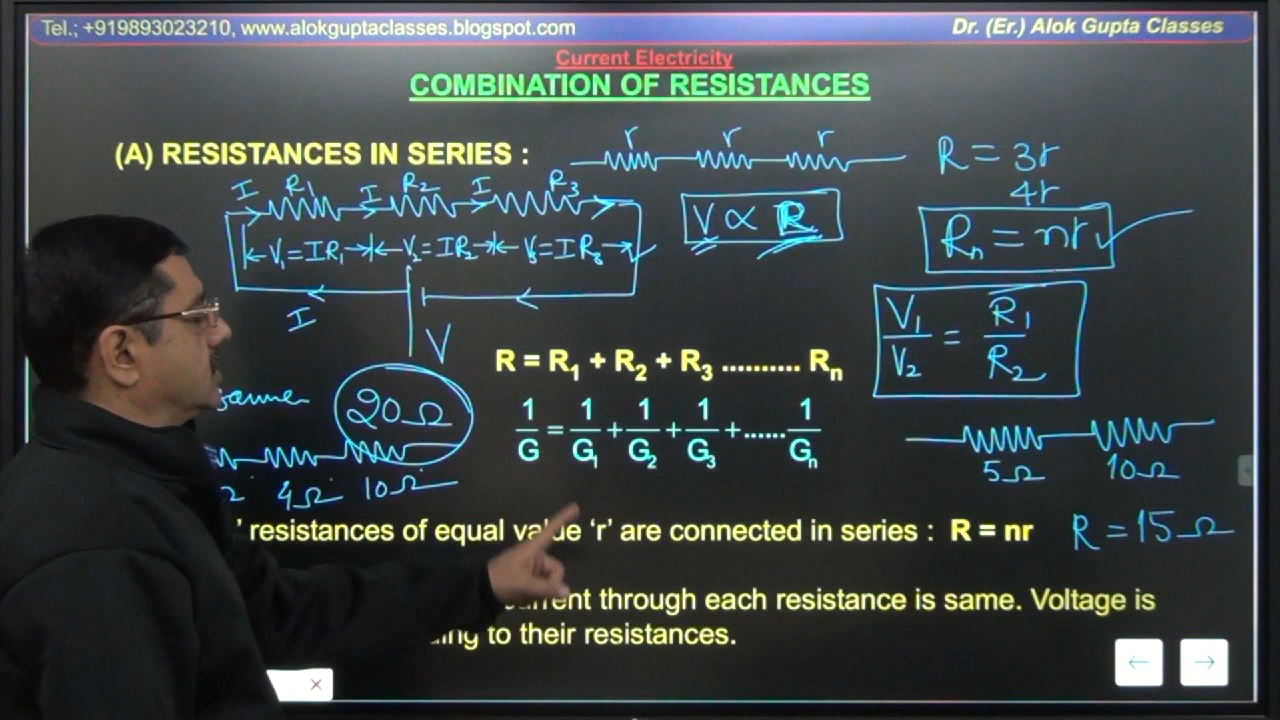 Tel.; +919893023210, www.alokguptaclasses.blogspot.com
Dr. (Er.) Alok Gupta Classes
Current Electricity
COMBINATION OF RESISTANCES
(A) RESISTANCES IN SERIES :
r r r
R = 3r
4r
I R₁ I R₂ I R₃
V ∝ R
Rₙ = nr
V₁ = IR₁ V₂ = IR₂ V₃ = IR₃
I
V
V₁/V₂ = R₁/R₂
R = R₁ + R₂ + R₃ .......... Rₙ
same
20Ω
1/G = 1/G₁ + 1/G₂ + 1/G₃ + ...... 1/Gₙ
4Ω 10Ω
5Ω 10Ω
' resistances of equal value 'r' are connected in series : R = nr
R = 15Ω
current through each resistance is same. Voltage is
to their resistances.